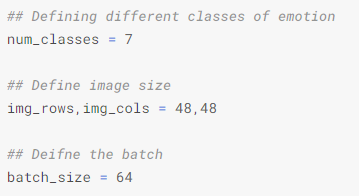 ## Defining different classes of emotion
num_classes = 7
## Define image size
img_rows,img_cols = 48,48
## Deifne the batch
batch_size = 64